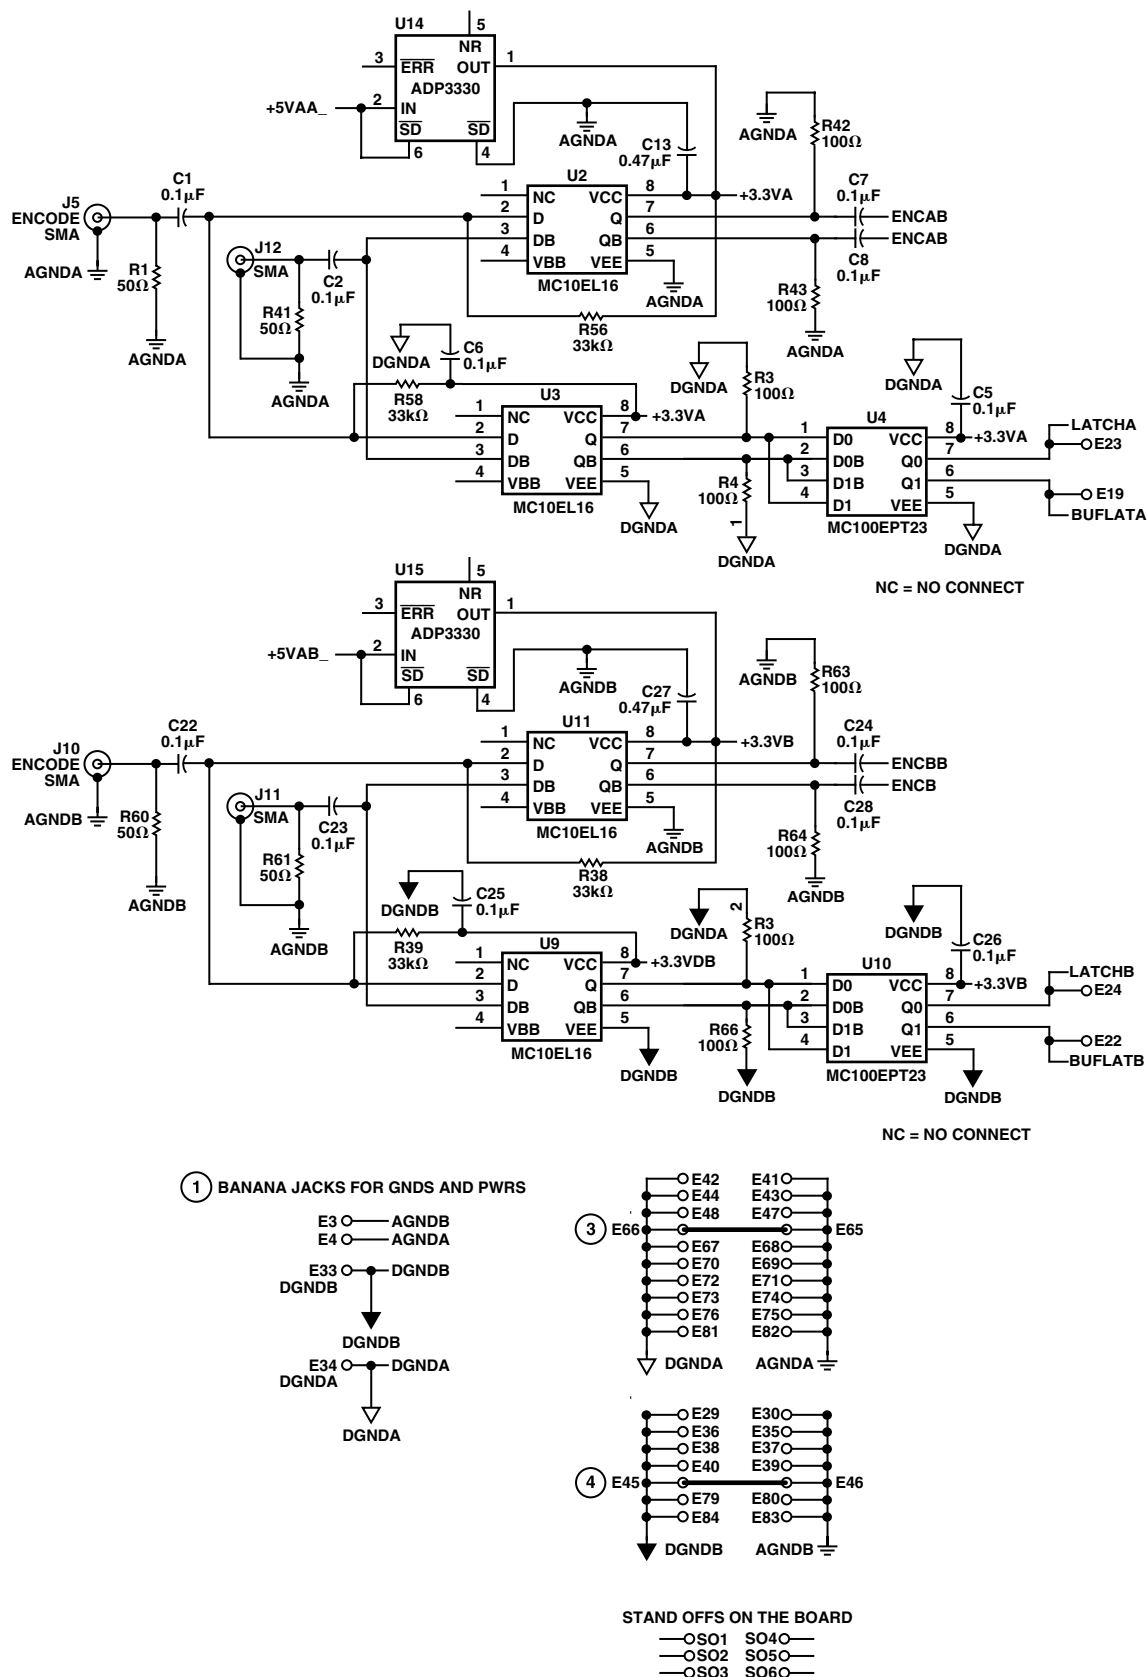 U14
5
NR
3
ERR
OUT
1
ADP3330
+5VAA_
2
IN
SD
SD
6
4
AGNDA
C13
0.47µF
AGNDA
R42
100Ω
J5
ENCODE
SMA
C1
0.1µF
AGNDA
R1
50Ω
AGNDA
J12
SMA
C2
0.1µF
R41
50Ω
AGNDA
U2
1
NC
VCC
8
+3.3VA
2
D
Q
7
3
DB
QB
6
4
VBB
VEE
5
MC10EL16
AGNDA
C7
0.1µF
ENCAB
ENCAB
C8
0.1µF
R43
100Ω
AGNDA
R56
33kΩ
DGNDA
C6
0.1µF
R58
33kΩ
U3
1
NC
VCC
8
+3.3VA
2
D
Q
7
3
DB
QB
6
4
VBB
VEE
5
MC10EL16
DGNDA
DGNDA
R3
100Ω
R4
100Ω
1
DGNDA
DGNDA
C5
0.1µF
U4
1
D0
VCC
8
+3.3VA
2
D0B
Q0
7
3
D1B
Q1
6
4
D1
VEE
5
MC100EPT23
DGNDA
LATCHA
E23
E19
BUFLATA
NC = NO CONNECT
U15
5
NR
3
ERR
OUT
1
ADP3330
+5VAB_
2
IN
SD
SD
6
4
AGNDB
C27
0.47µF
AGNDB
R63
100Ω
J10
ENCODE
SMA
C22
0.1µF
AGNDB
R60
50Ω
AGNDB
J11
SMA
C23
0.1µF
R61
50Ω
AGNDB
U11
1
NC
VCC
8
+3.3VB
2
D
Q
7
3
DB
QB
6
4
VBB
VEE
5
MC10EL16
AGNDB
C24
0.1µF
ENCBB
ENCB
C28
0.1µF
R64
100Ω
AGNDB
R38
33kΩ
DGNDB
C25
0.1µF
R39
33kΩ
U9
1
NC
VCC
8
+3.3VDB
2
D
Q
7
3
DB
QB
6
4
VBB
VEE
5
MC10EL16
DGNDB
DGNDA
2
R3
100Ω
R66
100Ω
DGNDB
DGNDB
C26
0.1µF
U10
1
D0
VCC
8
+3.3VB
2
D0B
Q0
7
3
D1B
Q1
6
4
D1
VEE
5
MC100EPT23
DGNDB
LATCHB
E24
E22
BUFLATB
NC = NO CONNECT
1 BANANA JACKS FOR GNDS AND PWRS
E3 AGNDB
E4 AGNDA
E33 DGNDB
DGNDB
DGNDB
E34 DGNDA
DGNDA
DGNDA
E42 E41
E44 E43
E48 E47
3 E66 E65
E67 E68
E70 E69
E72 E71
E73 E74
E76 E75
E81 E82
DGNDA AGNDA
E29 E30
E36 E35
E38 E37
E40 E39
4 E45 E46
E79 E80
E84 E83
DGNDB AGNDB
STAND OFFS ON THE BOARD
SO1 SO4
SO2 SO5
SO3 SO6